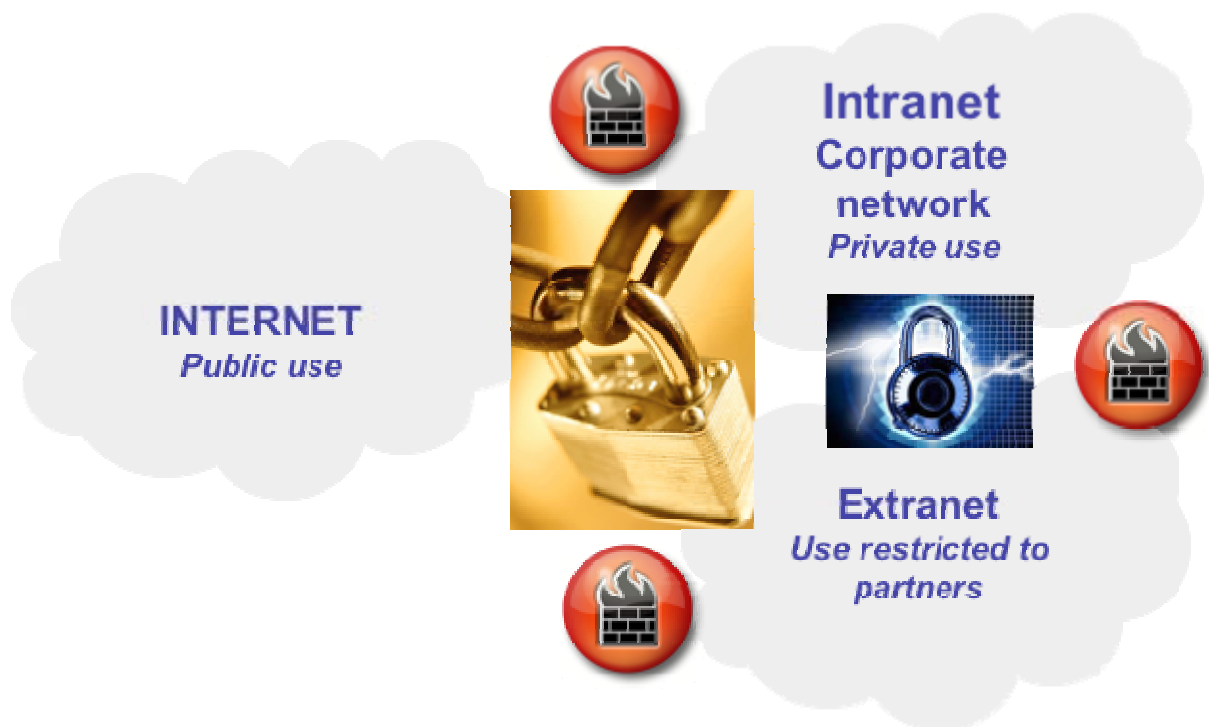 Intranet
Corporate
network
Private use
INTERNET
Public use
Extranet
Use restricted to
partners